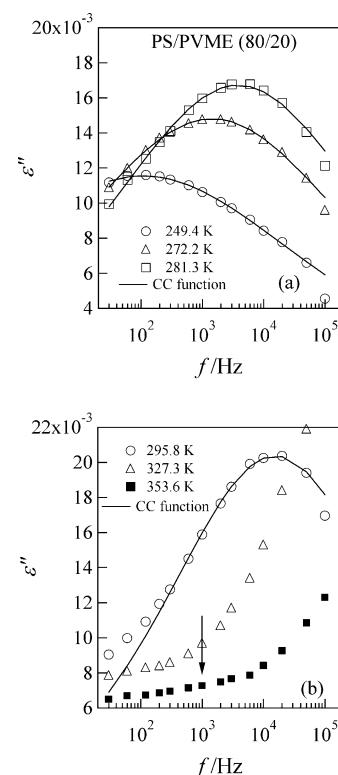 20x10⁻³
PS/PVME (80/20)
18
16
14
12
10
8
6
4
ε″
249.4 K
272.2 K
281.3 K
CC function
(a)
10² 10³ 10⁴ 10⁵
f/Hz
22x10⁻³
20
18
16
14
12
10
8
6
ε″
295.8 K
327.3 K
353.6 K
CC function
(b)
10² 10³ 10⁴ 10⁵
f/Hz